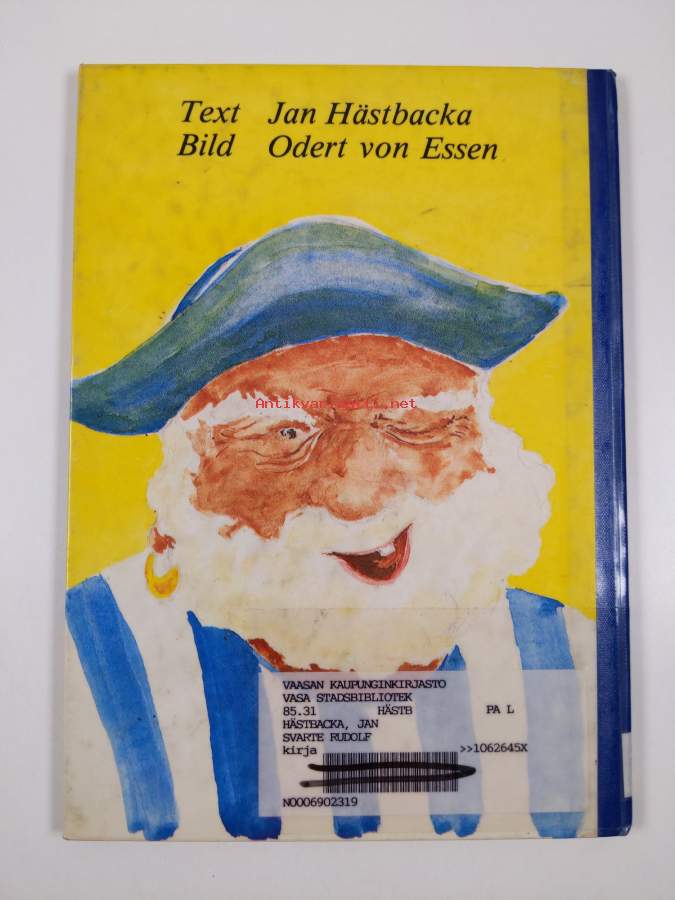 Text Jan Hästbacka
Bild Odert von Essen
Antikvariaatti.net
VAASAN KAUPUNGINKIRJASTO
VASA STADSBIBLIOTEK
85.31 HÄSTB PA L
HÄSTBACKA, JAN
SVARTE RUDOLF
kirja >>1062645X
N0006902319